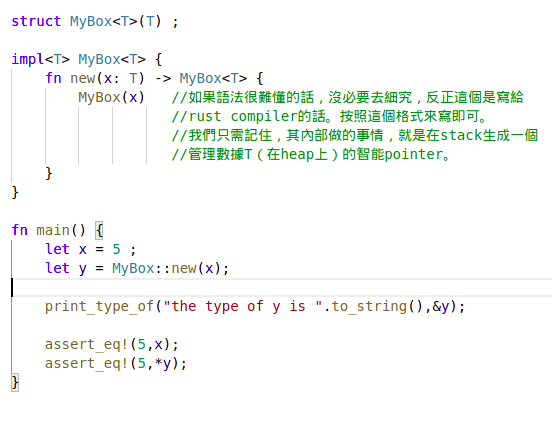 struct MyBox<T>(T) ;
impl<T> MyBox<T> {
fn new(x: T) -> MyBox<T> {
MyBox(x) //如果語法很難懂的話，沒必要去細究，反正這個是寫給
//rust compiler的話。按照這個格式來寫即可。
//我們只需記住，其內部做的事情，就是在stack生成一個
//管理數據T（在heap上）的智能pointer。
}
}
fn main() {
let x = 5 ;
let y = MyBox::new(x);
print_type_of("the type of y is ".to_string(),&y);
assert_eq!(5,x);
assert_eq!(5,*y);
}